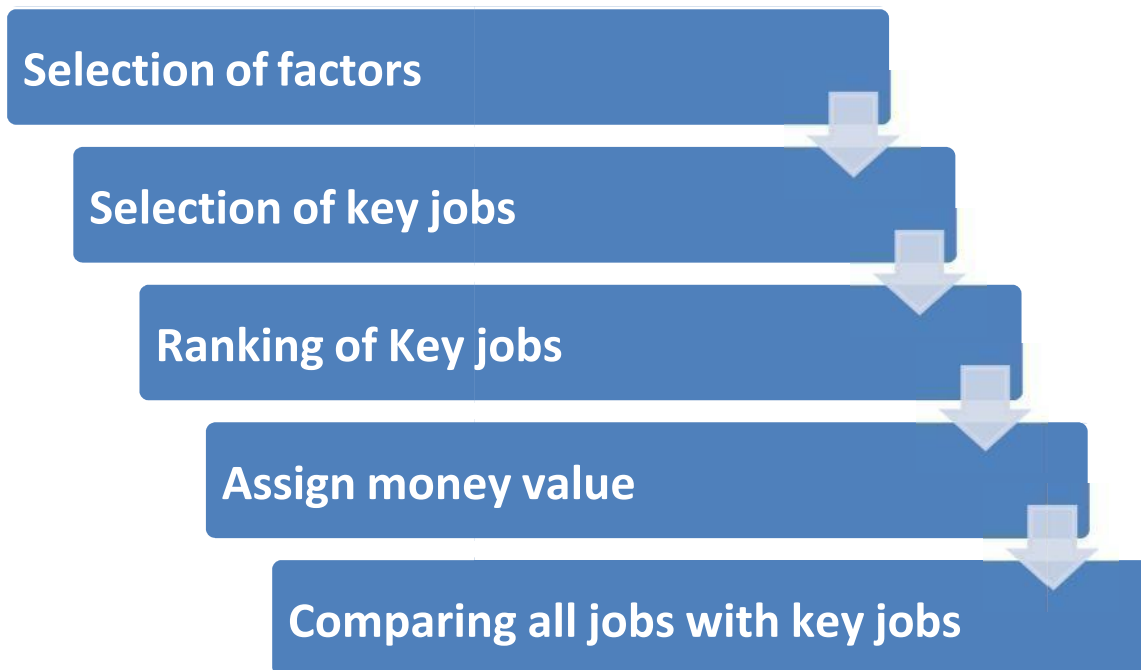 Selection of factors
Selection of key jobs
Ranking of Key jobs
Assign money value
Comparing all jobs with key jobs